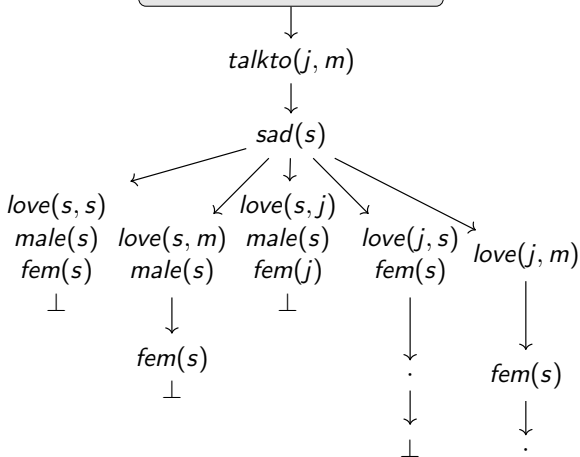 talkto(j, m)
sad(s)
love(s, s)
male(s)
fem(s)
⊥
love(s, m)
male(s)
fem(s)
⊥
love(s, j)
male(s)
fem(j)
⊥
love(j, s)
fem(s)
.
⊥
love(j, m)
fem(s)
.